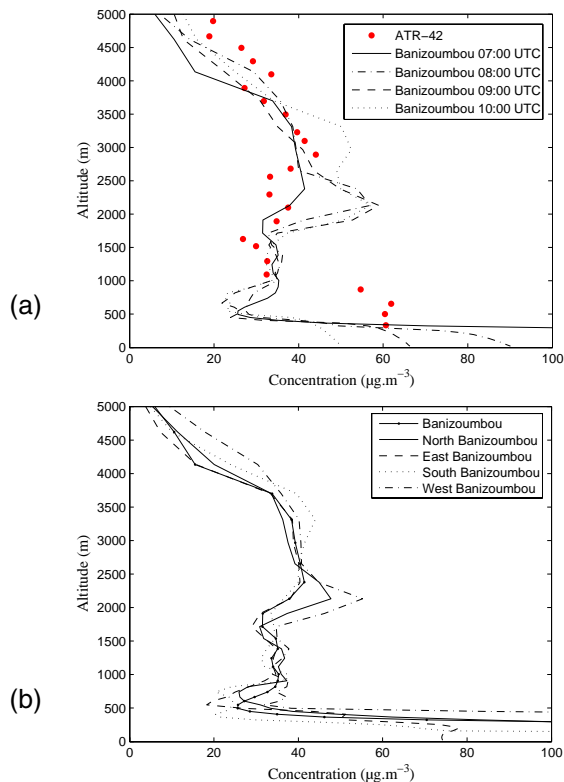 (a)
5000
4500
4000
3500
3000
2500
2000
1500
1000
500
0
Altitude (m)
ATR-42
Banizoumbou 07:00 UTC
Banizoumbou 08:00 UTC
Banizoumbou 09:00 UTC
Banizoumbou 10:00 UTC
0 20 40 60 80 100
Concentration (µg.m⁻³)
(b)
5000
4500
4000
3500
3000
2500
2000
1500
1000
500
0
Altitude (m)
Banizoumbou
North Banizoumbou
East Banizoumbou
South Banizoumbou
West Banizoumbou
0 20 40 60 80 100
Concentration (µg.m⁻³)